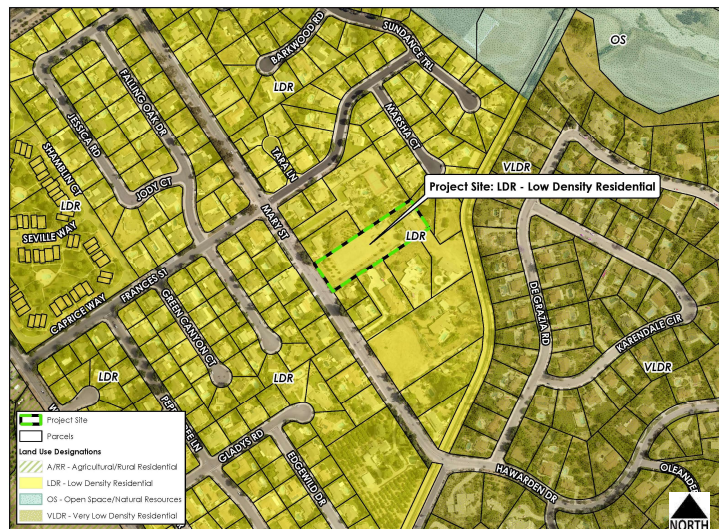 BARKWOOD RD
SUNDANCE TRL
OS
FALLING OAK DR
LDR
JESSICA RD
MARSHA CT
TARA LN
SHAMBLIN CT
VLDR
JODY CT
Project Site: LDR - Low Density Residential
LDR
MARY ST
LDR
SEVILLE WAY
FRANCES ST
DE GRAZIA RD
CAPRICE WAY
GREEN CANYON CT
KARENDALE CIR
VLDR
LDR
LDR
GLADYS RD
EDGEWILD DR
HAWARDEN DR
OLEANDER
Project Site
Parcels
Land Use Designations
A/RR - Agricultural/Rural Residential
LDR - Low Density Residential
OS - Open Space/Natural Resources
VLDR - Very Low Density Residential
NORTH